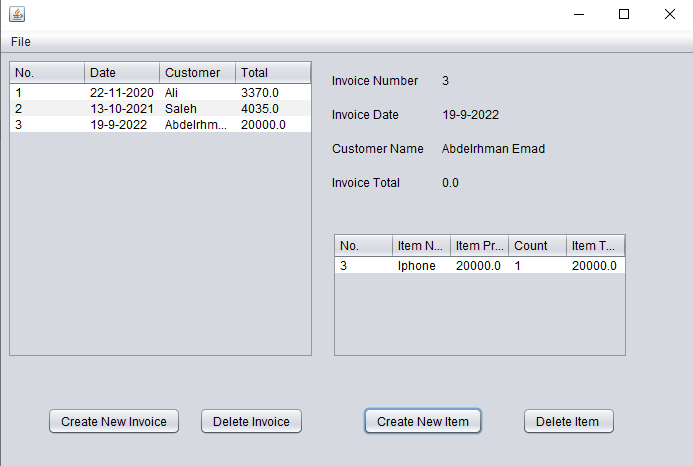 File
No. Date Customer Total
1 22-11-2020 Ali 3370.0
2 13-10-2021 Saleh 4035.0
3 19-9-2022 Abdelrhm... 20000.0
Invoice Number 3
Invoice Date 19-9-2022
Customer Name Abdelrhman Emad
Invoice Total 0.0
No. Item N... Item Pr... Count Item T...
3 Iphone 20000.0 1 20000.0
Create New Invoice Delete Invoice Create New Item Delete Item